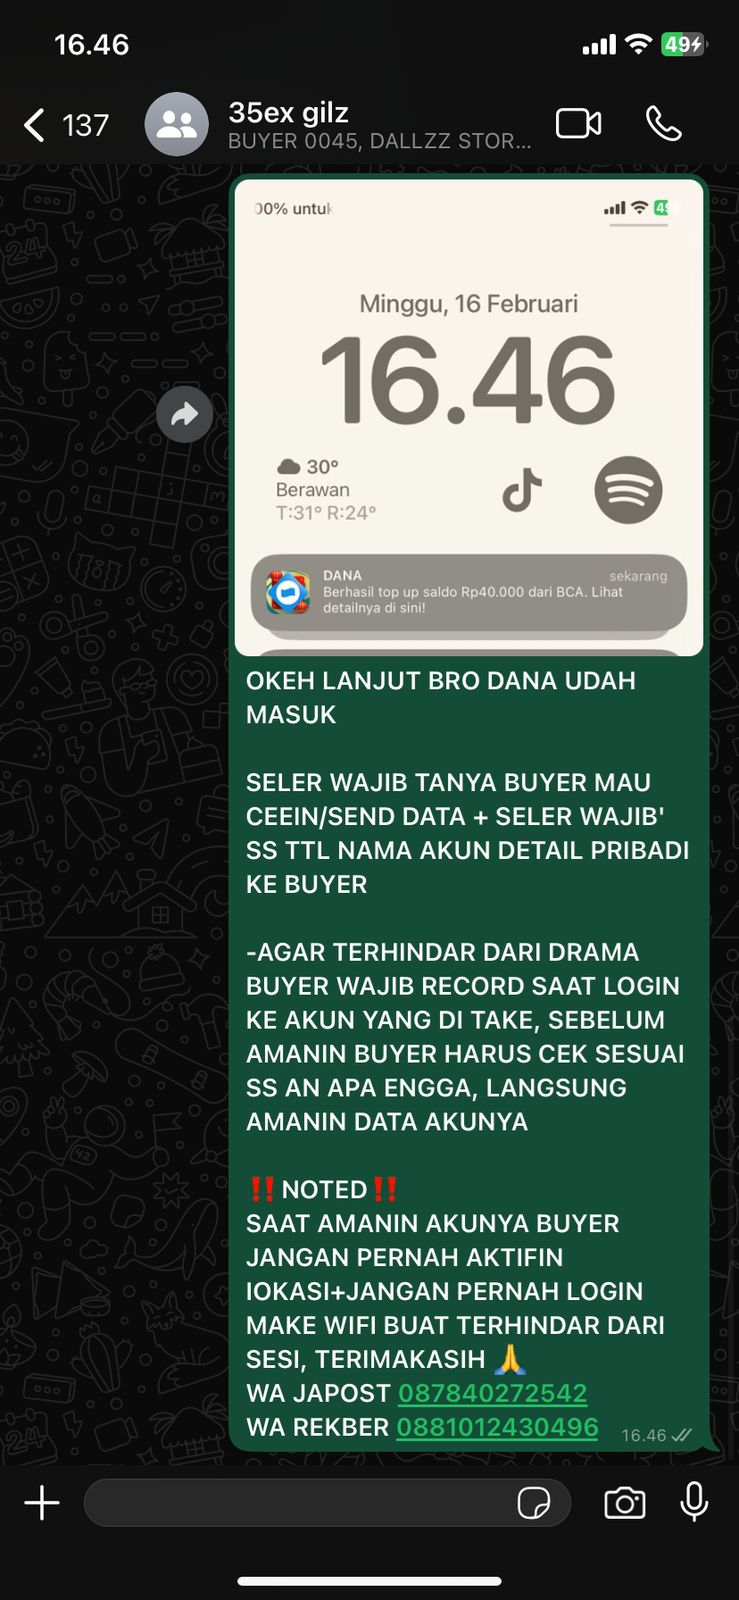 16.46
49
137
35ex gilz
BUYER 0045, DALLZZ STOR...
00% untuk
49
Minggu, 16 Februari
16.46
30°
Berawan
T:31° R:24°
DANA
sekarang
Berhasil top up saldo Rp40.000 dari BCA. Lihat
detailnya di sini!
OKEH LANJUT BRO DANA UDAH
MASUK
SELER WAJIB TANYA BUYER MAU
CEEIN/SEND DATA + SELER WAJIB'
SS TTL NAMA AKUN DETAIL PRIBADI
KE BUYER
-AGAR TERHINDAR DARI DRAMA
BUYER WAJIB RECORD SAAT LOGIN
KE AKUN YANG DI TAKE, SEBELUM
AMANIN BUYER HARUS CEK SESUAI
SS AN APA ENGGA, LANGSUNG
AMANIN DATA AKUNYA
‼️NOTED‼️
SAAT AMANIN AKUNYA BUYER
JANGAN PERNAH AKTIFIN
lOKASI+JANGAN PERNAH LOGIN
MAKE WIFI BUAT TERHINDAR DARI
SESI, TERIMAKASIH 🙏
WA JAPOST 087840272542
WA REKBER 0881012430496
16.46